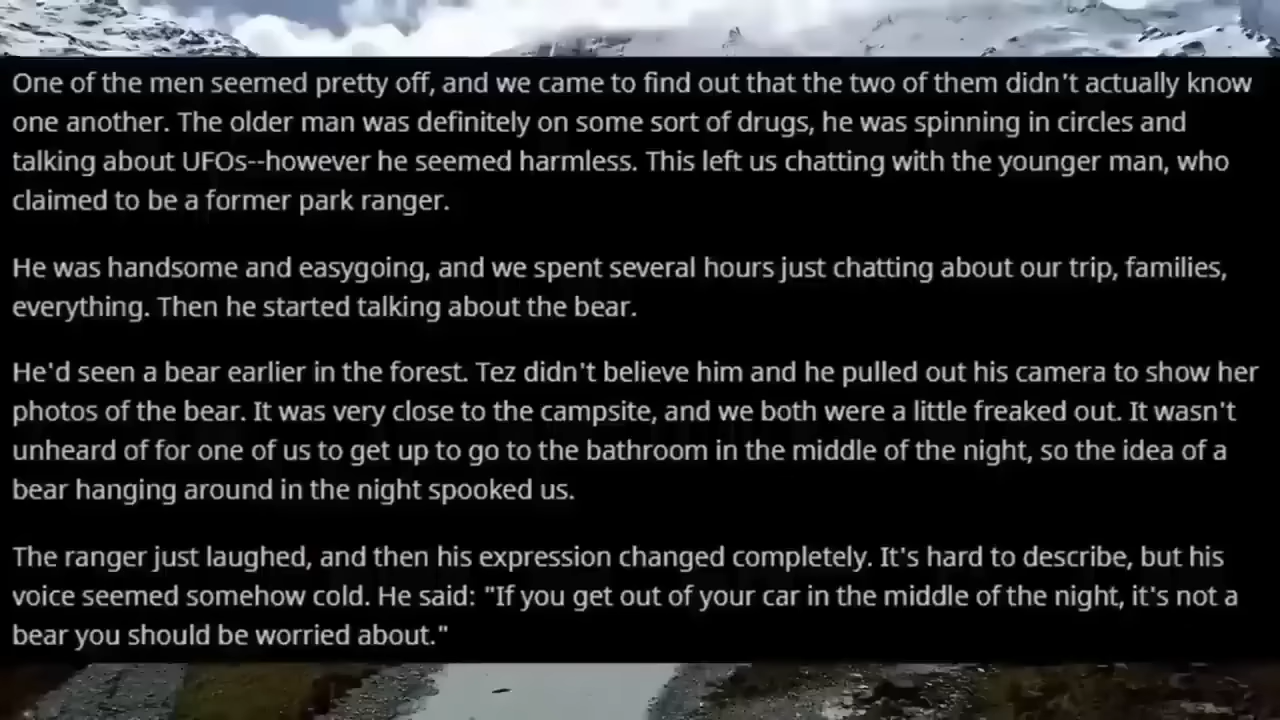 One of the men seemed pretty off, and we came to find out that the two of them didn't actually know
one another. The older man was definitely on some sort of drugs, he was spinning in circles and
talking about UFOs--however he seemed harmless. This left us chatting with the younger man, who
claimed to be a former park ranger.
He was handsome and easygoing, and we spent several hours just chatting about our trip, families,
everything. Then he started talking about the bear.
He'd seen a bear earlier in the forest. Tez didn't believe him and he pulled out his camera to show her
photos of the bear. It was very close to the campsite, and we both were a little freaked out. It wasn't
unheard of for one of us to get up to go to the bathroom in the middle of the night, so the idea of a
bear hanging around in the night spooked us.
The ranger just laughed, and then his expression changed completely. It's hard to describe, but his
voice seemed somehow cold. He said: "If you get out of your car in the middle of the night, it's not a
bear you should be worried about."